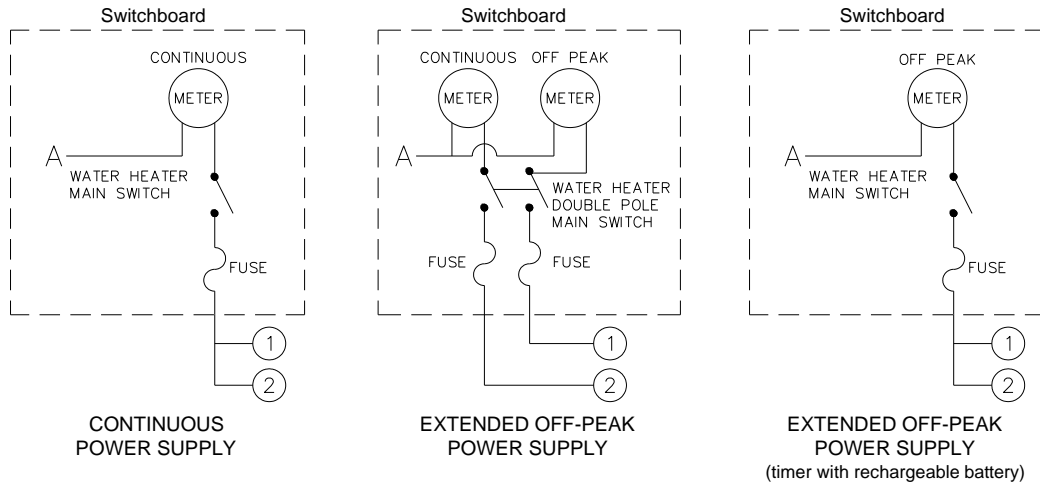 Switchboard
CONTINUOUS
METER
A
WATER HEATER
MAIN SWITCH
FUSE
1
2
CONTINUOUS
POWER SUPPLY
Switchboard
CONTINUOUS OFF PEAK
METER METER
A
WATER HEATER
DOUBLE POLE
MAIN SWITCH
FUSE FUSE
1
2
EXTENDED OFF-PEAK
POWER SUPPLY
Switchboard
OFF PEAK
METER
A
WATER HEATER
MAIN SWITCH
FUSE
1
2
EXTENDED OFF-PEAK
POWER SUPPLY
(timer with rechargeable battery)